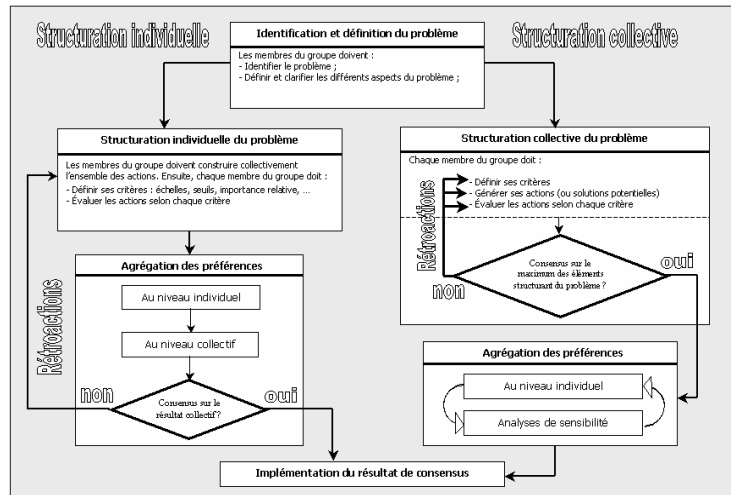 Structuration individuelle
Structuration collective
Identification et définition du problème
Les membres du groupe doivent :
- Identifier le problème ;
- Définir et clarifier les différents aspects du problème ;
Structuration individuelle du problème
Les membres du groupe doivent construire collectivement
l'ensemble des actions. Ensuite, chaque membre du groupe doit :
- Définir ses critères : échelles, seuils, importance relative, ...
- Évaluer les actions selon chaque critère
Agrégation des préférences
Au niveau individuel
Au niveau collectif
Consensus sur le
résultat collectif?
non
oui
Rétroactions
Structuration collective du problème
Chaque membre du groupe doit :
- Définir ses critères
- Générer ses actions (ou solutions potentielles)
- Évaluer les actions selon chaque critère
Rétroactions
Consensus sur le
maximum des éléments
structurant du problème ?
non
oui
Agrégation des préférences
Au niveau individuel
Analyses de sensibilité
Implémentation du résultat de consensus